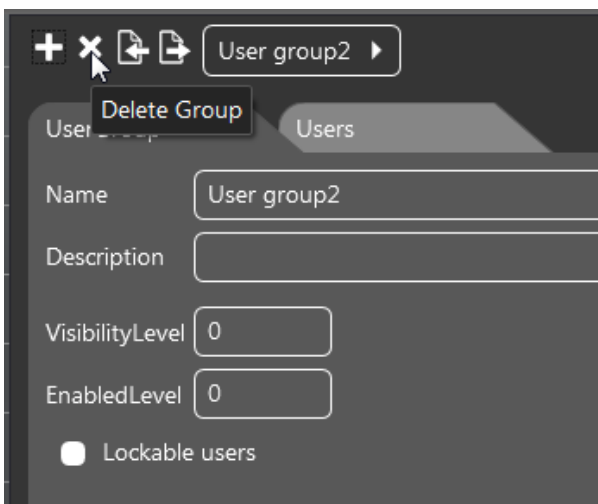 User group2
Delete Group
Users
Name
User group2
Description
VisibilityLevel
0
EnabledLevel
0
Lockable users